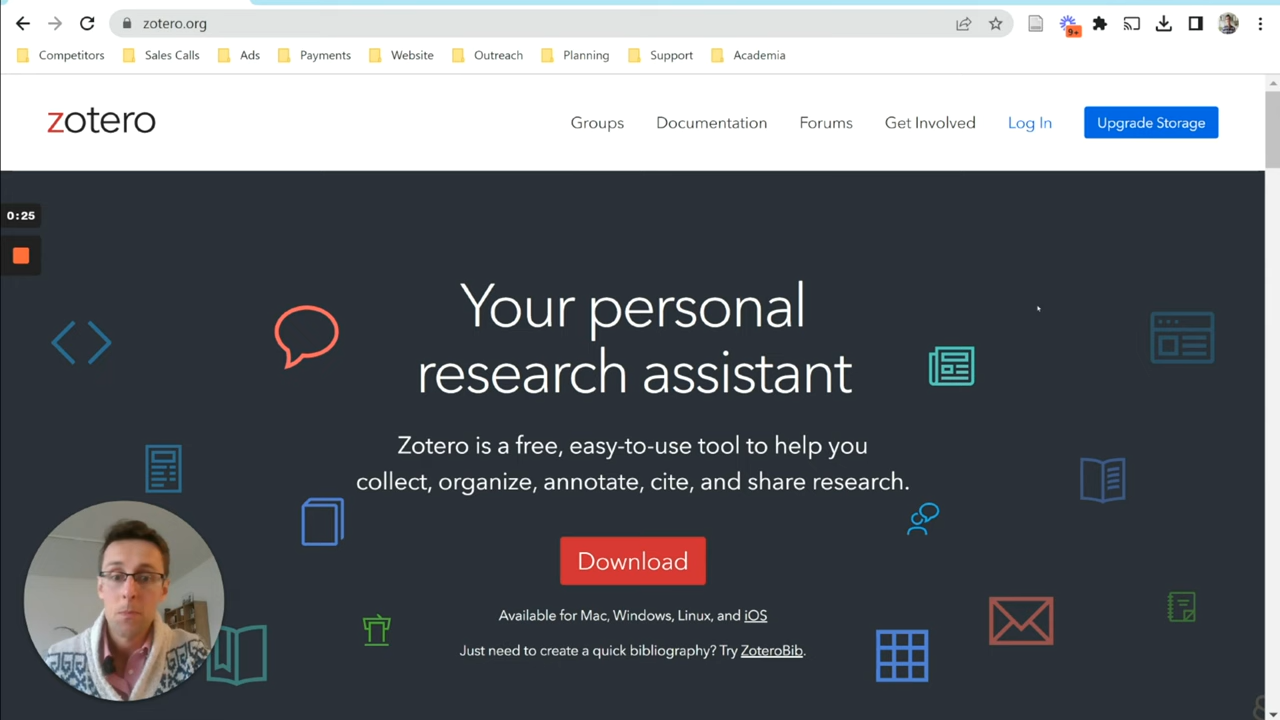 zotero.org
9+
Competitors
Sales Calls
Ads
Payments
Website
Outreach
Planning
Support
Academia
zotero
Groups
Documentation
Forums
Get Involved
Log In
Upgrade Storage
0:25
Your personal
research assistant
Zotero is a free, easy-to-use tool to help you
collect, organize, annotate, cite, and share research.
Download
Available for Mac, Windows, Linux, and iOS
Just need to create a quick bibliography? Try ZoteroBib.